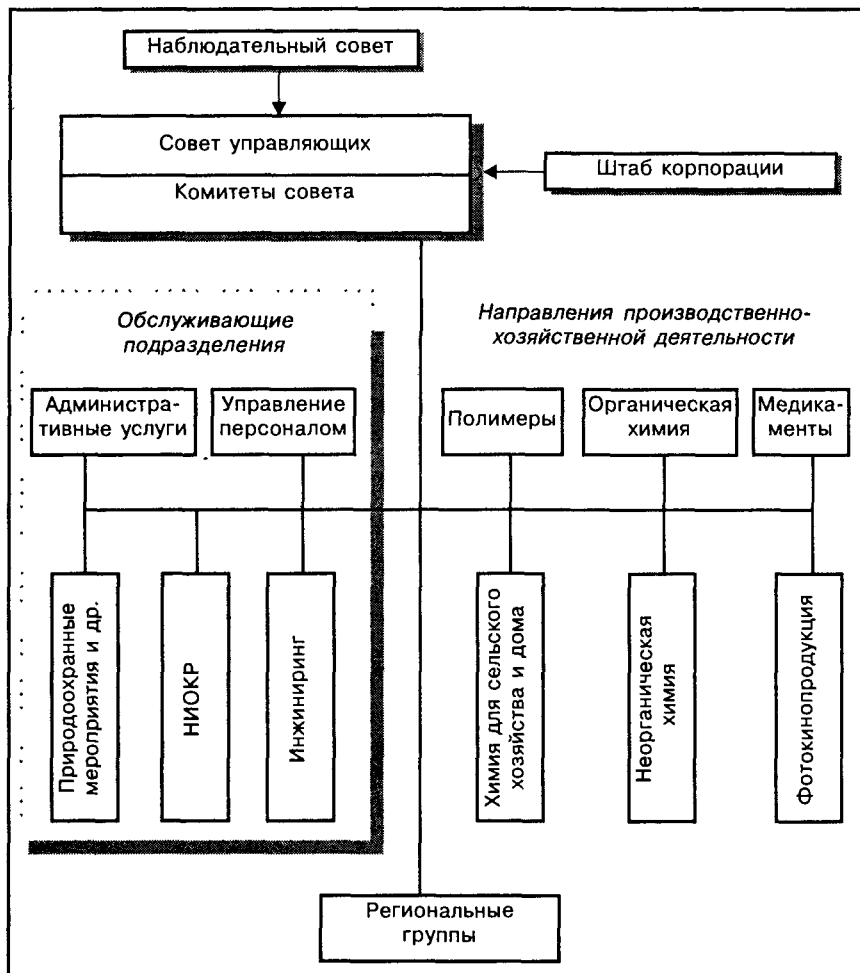 Наблюдательный совет
Совет управляющих
Комитеты совета
Штаб корпорации
Обслуживающие
подразделения
Направления производственно-
хозяйственной деятельности
Администра-
тивные услуги
Управление
персоналом
Полимеры
Органическая
химия
Медика-
менты
Природоохранные
мероприятия и др.
НИОКР
Инжиниринг
Химия для сельского
хозяйства и дома
Неорганическая
химия
Фотокинопродукция
Региональные
группы